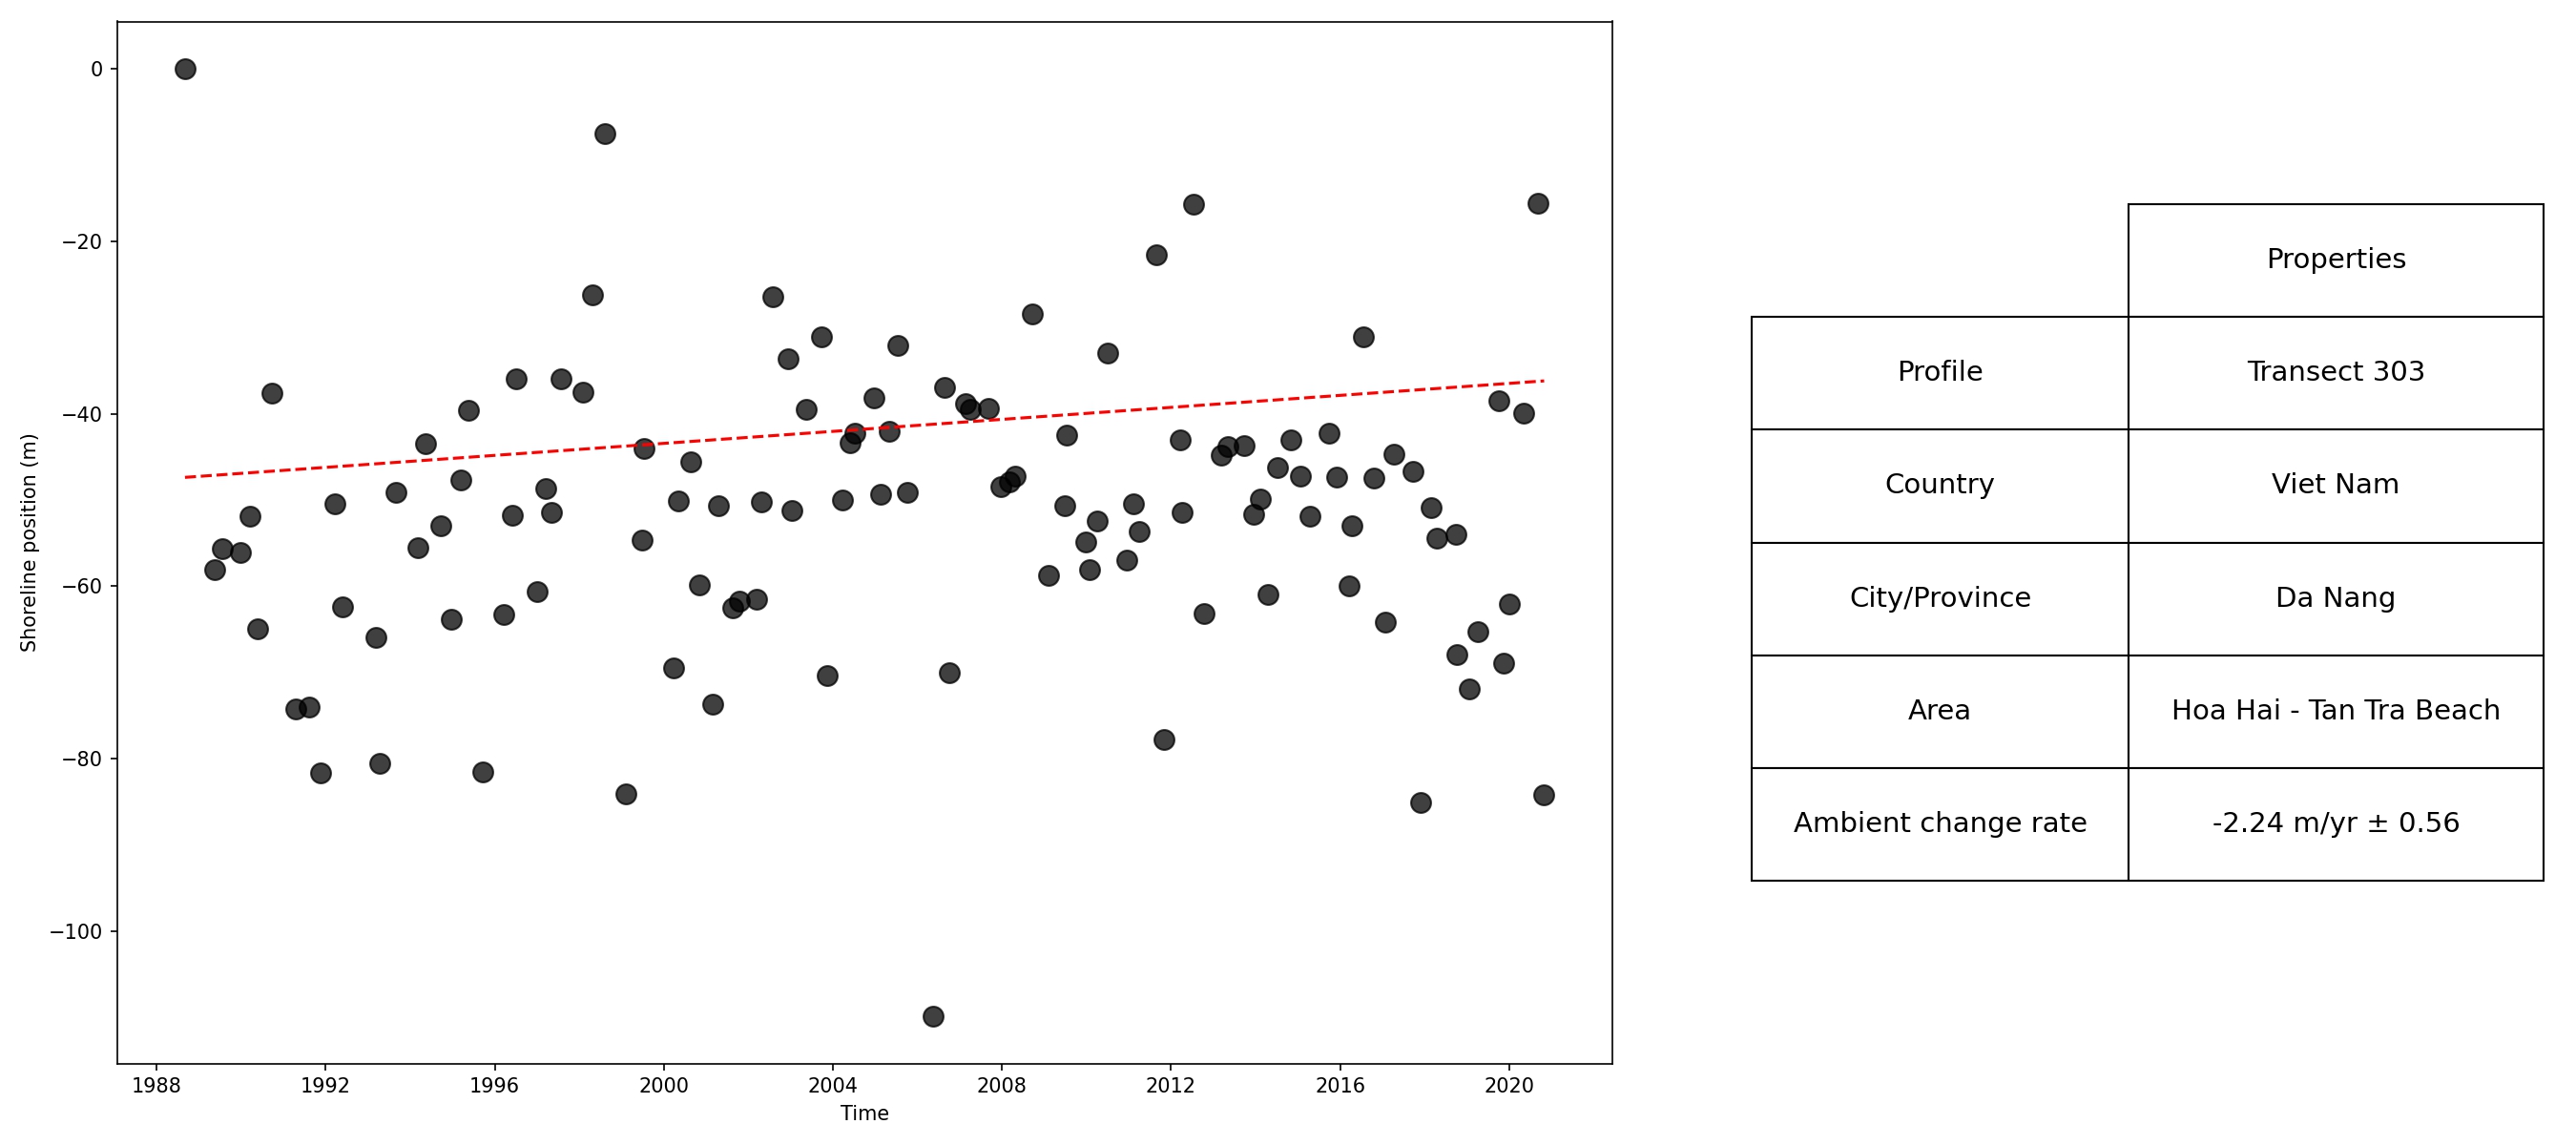 0
−20
−40
−60
−80
−100
Shoreline position (m)
1988 1992 1996 2000 2004 2008 2012 2016 2020
Time
Properties
Profile Transect 303
Country Viet Nam
City/Province Da Nang
Area Hoa Hai - Tan Tra Beach
Ambient change rate -2.24 m/yr ± 0.56